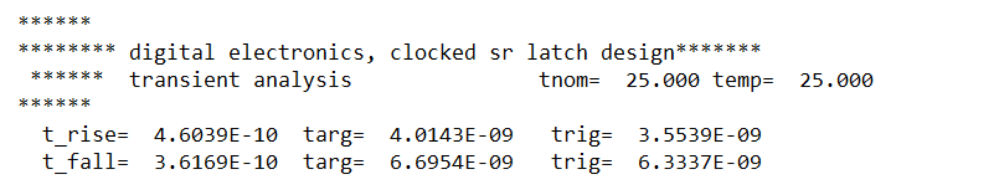 ******
******** digital electronics, clocked sr latch design*******
 ******  transient analysis               tnom=  25.000 temp=  25.000
******
  t_rise=  4.6039E-10  targ=  4.0143E-09   trig=  3.5539E-09
  t_fall=  3.6169E-10  targ=  6.6954E-09   trig=  6.3337E-09